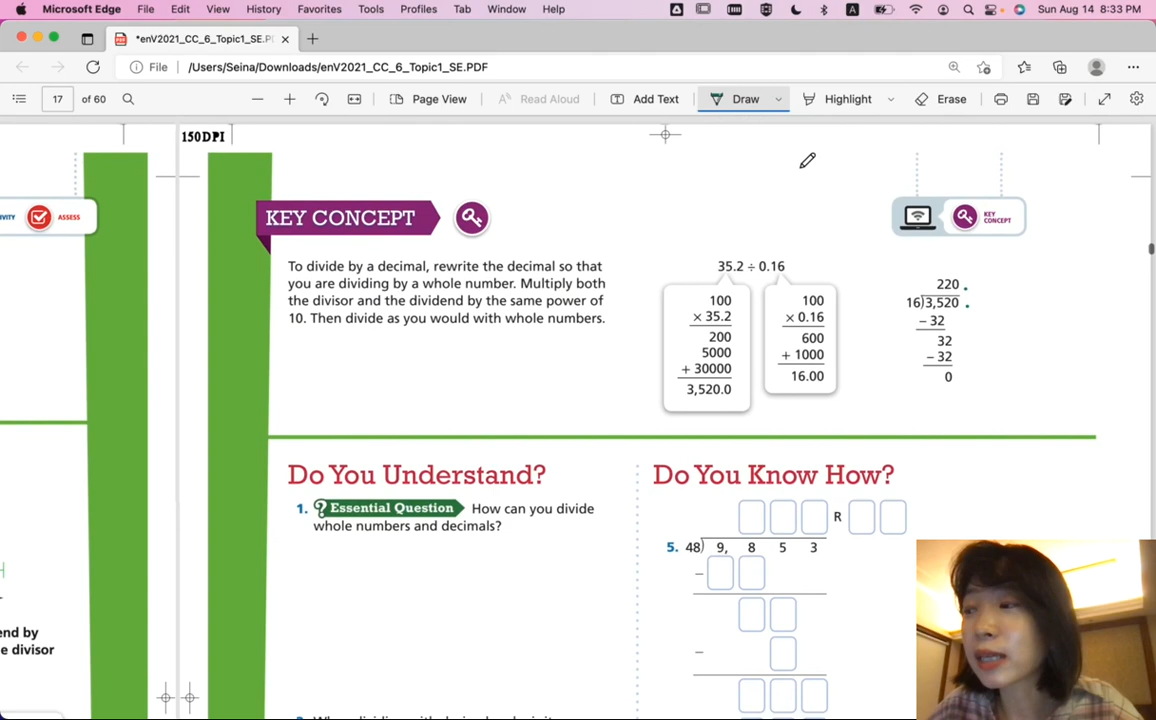 Microsoft Edge File Edit View History Favorites Tools Profiles Tab Window Help A Sun Aug 14 8:33 PM
*enV2021_CC_6_Topic1_SE.P
File /Users/Seina/Downloads/enV2021_CC_6_Topic1_SE.PDF
17 of 60 Page View Read Aloud Add Text Draw Highlight Erase
150DPI
IVITY ASSESS
KEY CONCEPT
KEY CONCEPT
To divide by a decimal, rewrite the decimal so that
you are dividing by a whole number. Multiply both
the divisor and the dividend by the same power of
10. Then divide as you would with whole numbers.
35.2 ÷ 0.16
100
× 35.2
200
5000
+ 30000
3,520.0
100
× 0.16
600
+ 1000
16.00
220 .
16)3,520 .
− 32
32
− 32
0
Do You Understand?
1. ? Essential Question How can you divide
whole numbers and decimals?
Do You Know How?
R
5. 48) 9, 8 5 3
−
−
H
end by
e divisor